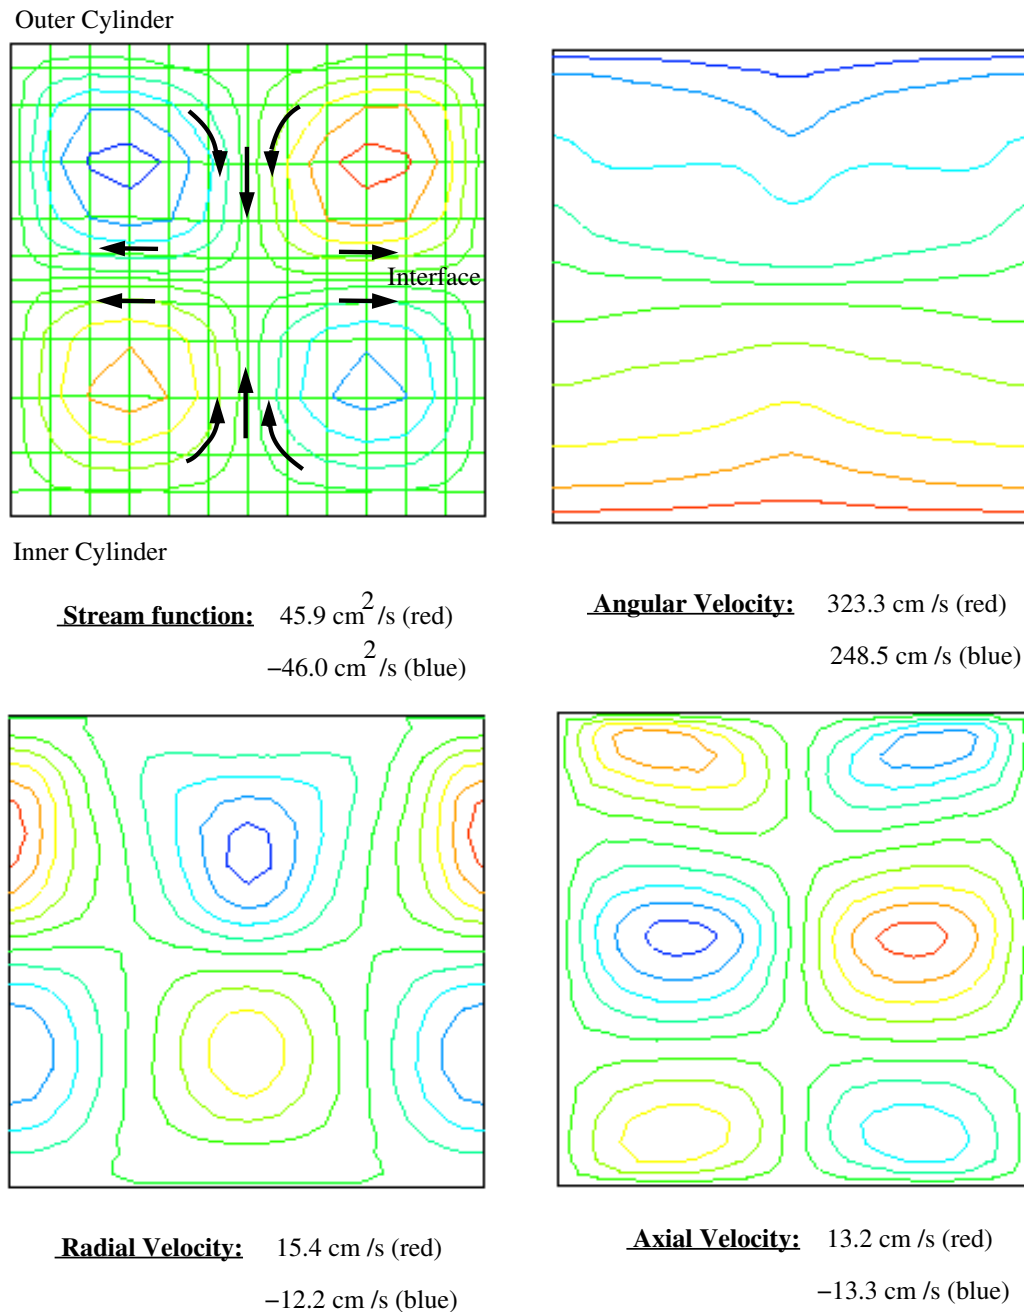 Outer Cylinder
Interface
Inner Cylinder
Stream function: 45.9 cm²/s (red)
−46.0 cm²/s (blue)
Angular Velocity: 323.3 cm /s (red)
248.5 cm /s (blue)
Radial Velocity: 15.4 cm /s (red)
−12.2 cm /s (blue)
Axial Velocity: 13.2 cm /s (red)
−13.3 cm /s (blue)